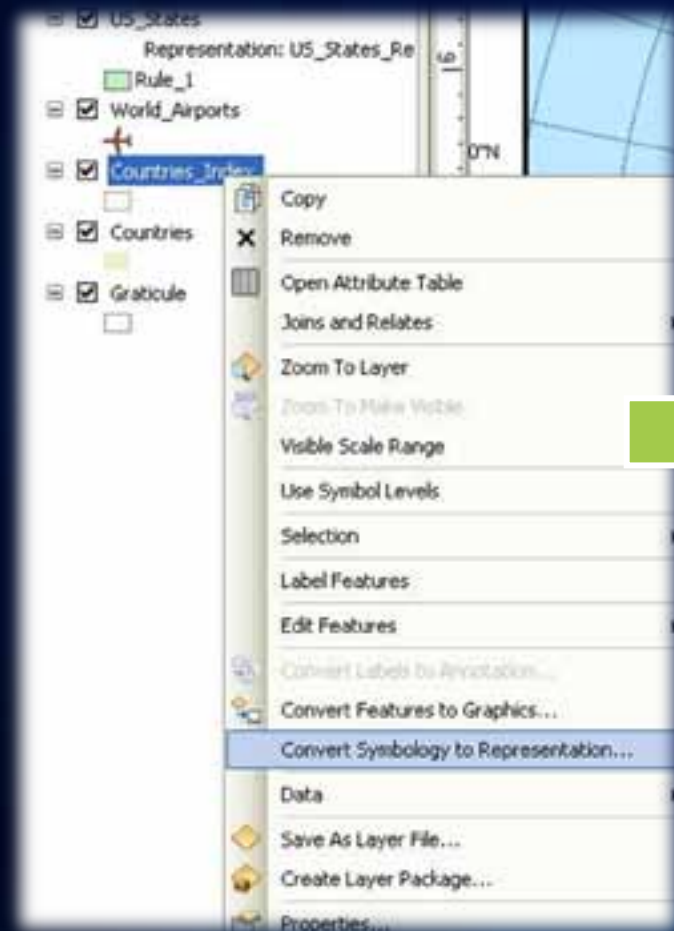 US_States
Representation: US_States_Re
Rule_1
World_Airports
0°N
Countries_Index
Copy
Countries
Remove
Graticule
Open Attribute Table
Joins and Relates
Zoom To Layer
Zoom To Make Visible
Visible Scale Range
Use Symbol Levels
Selection
Label Features
Edit Features
Convert Labels to Annotation...
Convert Features to Graphics...
Convert Symbology to Representation...
Data
Save As Layer File...
Create Layer Package...
Properties...